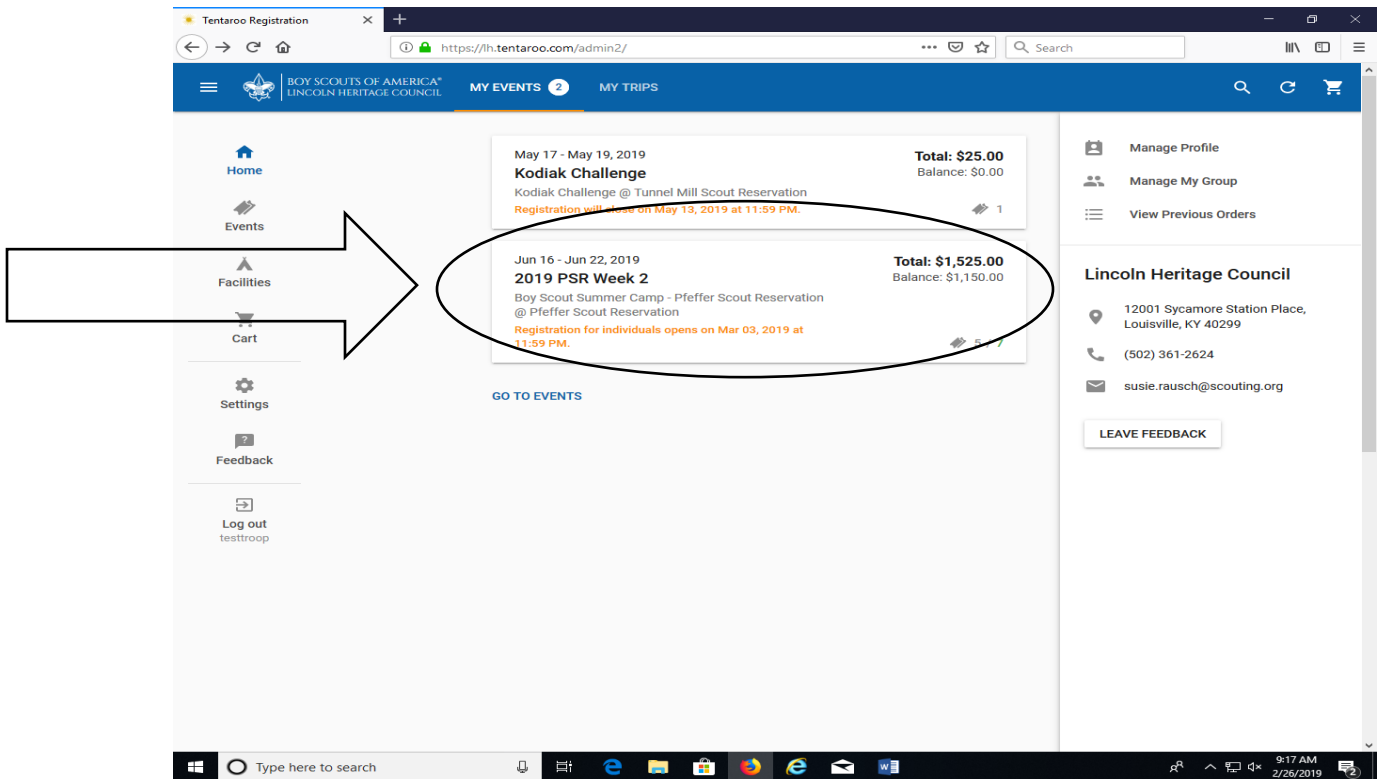 Tentaroo Registration
https://lh.tentaroo.com/admin2/
Search
BOY SCOUTS OF AMERICA®
LINCOLN HERITAGE COUNCIL
MY EVENTS 2
MY TRIPS
Home
Events
Facilities
Cart
Settings
Feedback
Log out
testtroop
May 17 - May 19, 2019
Total: $25.00
Kodiak Challenge
Balance: $0.00
Kodiak Challenge @ Tunnel Mill Scout Reservation
Registration will close on May 13, 2019 at 11:59 PM.
1
Jun 16 - Jun 22, 2019
Total: $1,525.00
2019 PSR Week 2
Balance: $1,150.00
Boy Scout Summer Camp - Pfeffer Scout Reservation
@ Pfeffer Scout Reservation
Registration for individuals opens on Mar 03, 2019 at
11:59 PM.
5 / 7
GO TO EVENTS
Manage Profile
Manage My Group
View Previous Orders
Lincoln Heritage Council
12001 Sycamore Station Place,
Louisville, KY 40299
(502) 361-2624
susie.rausch@scouting.org
LEAVE FEEDBACK
Type here to search
9:17 AM
2/26/2019
2